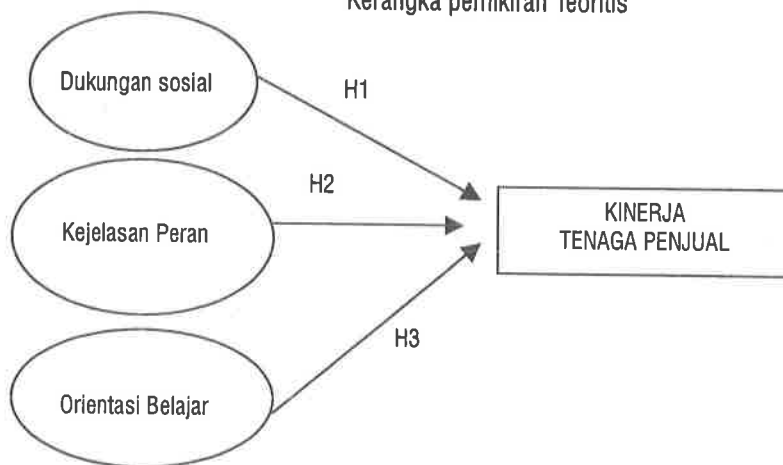 Kerangka pemikiran Teoritis
Dukungan sosial
H1
H2
Kejelasan Peran
KINERJA
TENAGA PENJUAL
H3
Orientasi Belajar